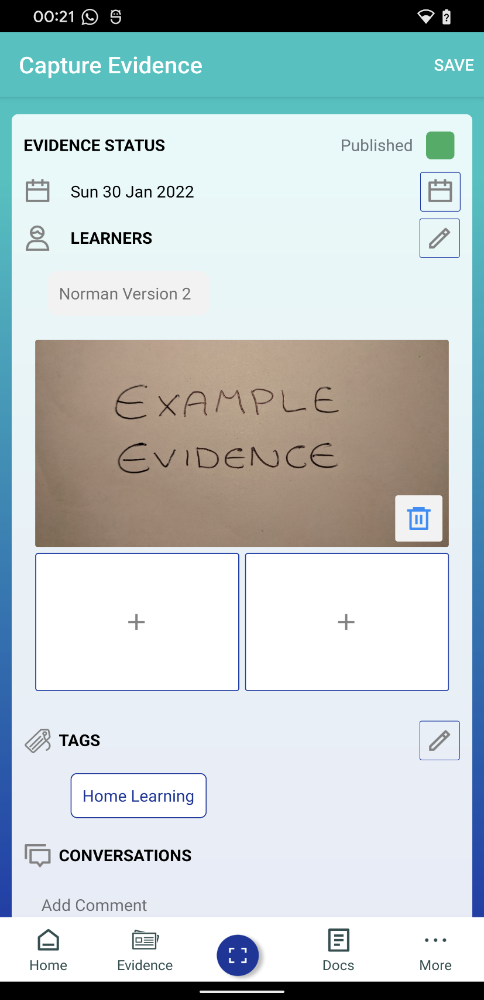 00:21
Capture Evidence
SAVE
EVIDENCE STATUS
Published
Sun 30 Jan 2022
LEARNERS
Norman Version 2
EXAMPLE
EVIDENCE
+
+
TAGS
Home Learning
CONVERSATIONS
Add Comment
Home
Evidence
Docs
More